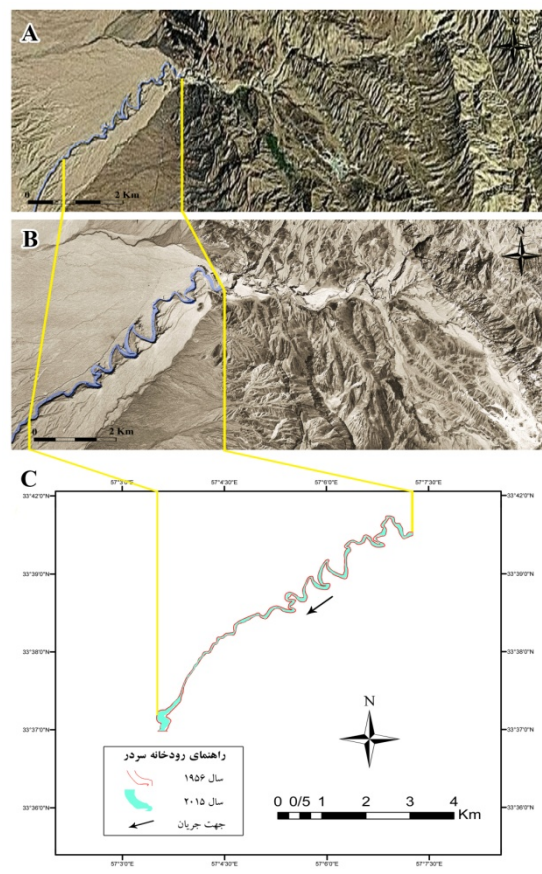 A
N
0 2 Km
B
N
0 2 Km
C
57°3'0"E 57°4'30"E 57°6'0"E 57°7'30"E
33°42'0"N 33°42'0"N
33°39'0"N 33°39'0"N
33°38'0"N 33°38'0"N
33°37'0"N 33°37'0"N
33°36'0"N 33°36'0"N
N
راهنمای رودخانه سردر
سال ۱۹۵۶
سال ۲۰۱۵
جهت جریان
0 0/5 1 2 3 4 Km
57°3'0"E 57°4'30"E 57°6'0"E 57°7'30"E